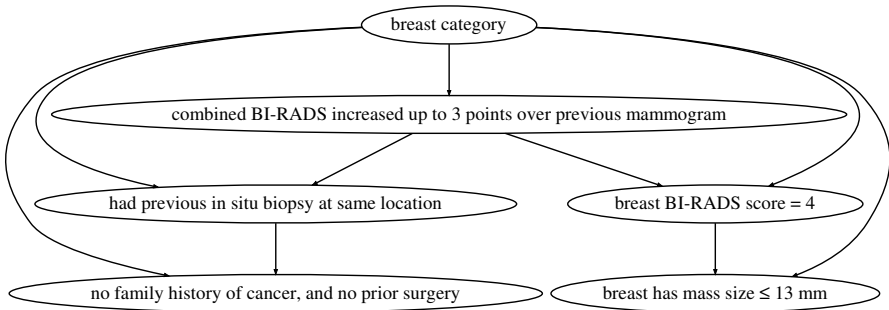 breast category
combined BI-RADS increased up to 3 points over previous mammogram
had previous in situ biopsy at same location
breast BI-RADS score = 4
no family history of cancer, and no prior surgery
breast has mass size ≤ 13 mm